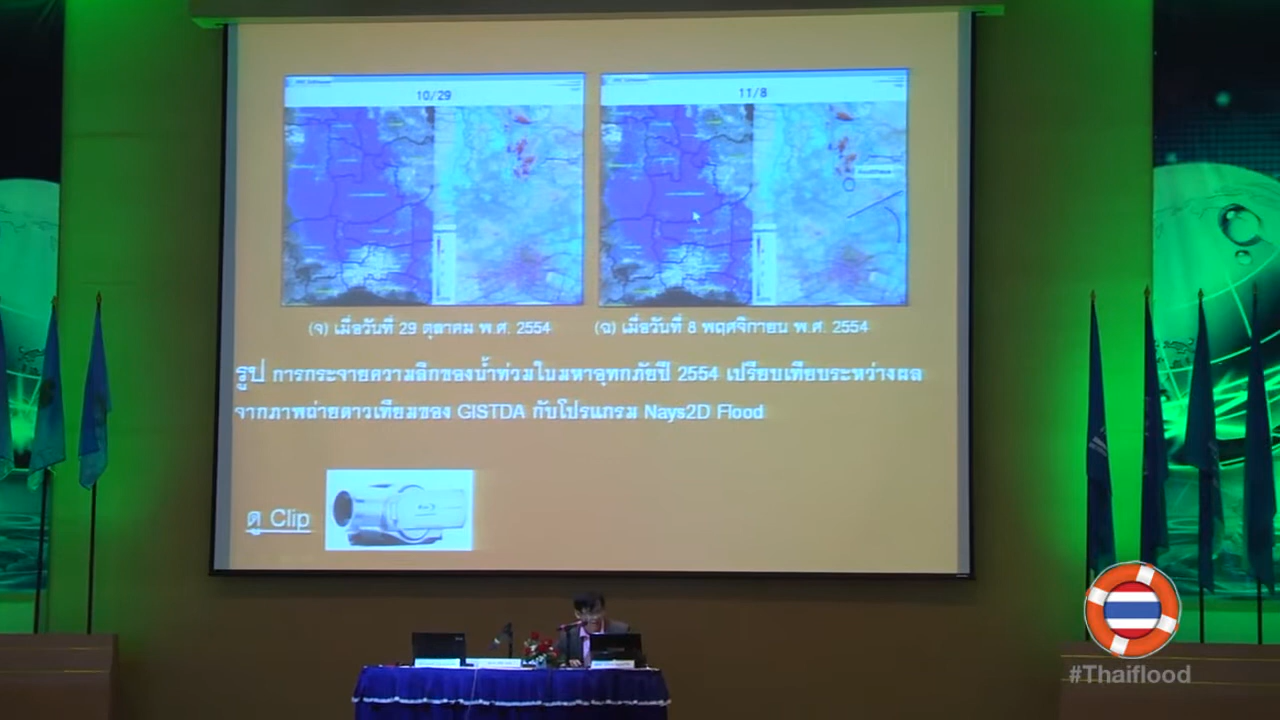 10/29
11/8
(จ) เมื่อวันที่ 29 ตุลาคม พ.ศ. 2554
(ฉ) เมื่อวันที่ 8 พฤศจิกายน พ.ศ. 2554
รูป การกระจายความลึกของน้ำท่วมในมหาอุทกภัยปี 2554 เปรียบเทียบระหว่างผล
จากภาพถ่ายดาวเทียมของ GISTDA กับโปรแกรม Nays2D Flood
ดู Clip
#Thaiflood